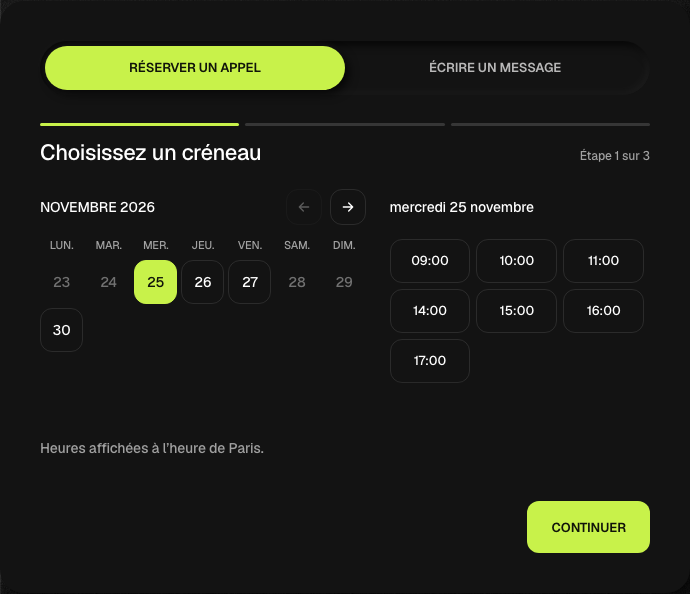 RÉSERVER UN APPEL
ÉCRIRE UN MESSAGE
Choisissez un créneau
Étape 1 sur 3
NOVEMBRE 2026
← →
LUN. MAR. MER. JEU. VEN. SAM. DIM.
23 24 25 26 27 28 29
30
mercredi 25 novembre
09:00 10:00 11:00
14:00 15:00 16:00
17:00
Heures affichées à l'heure de Paris.
CONTINUER